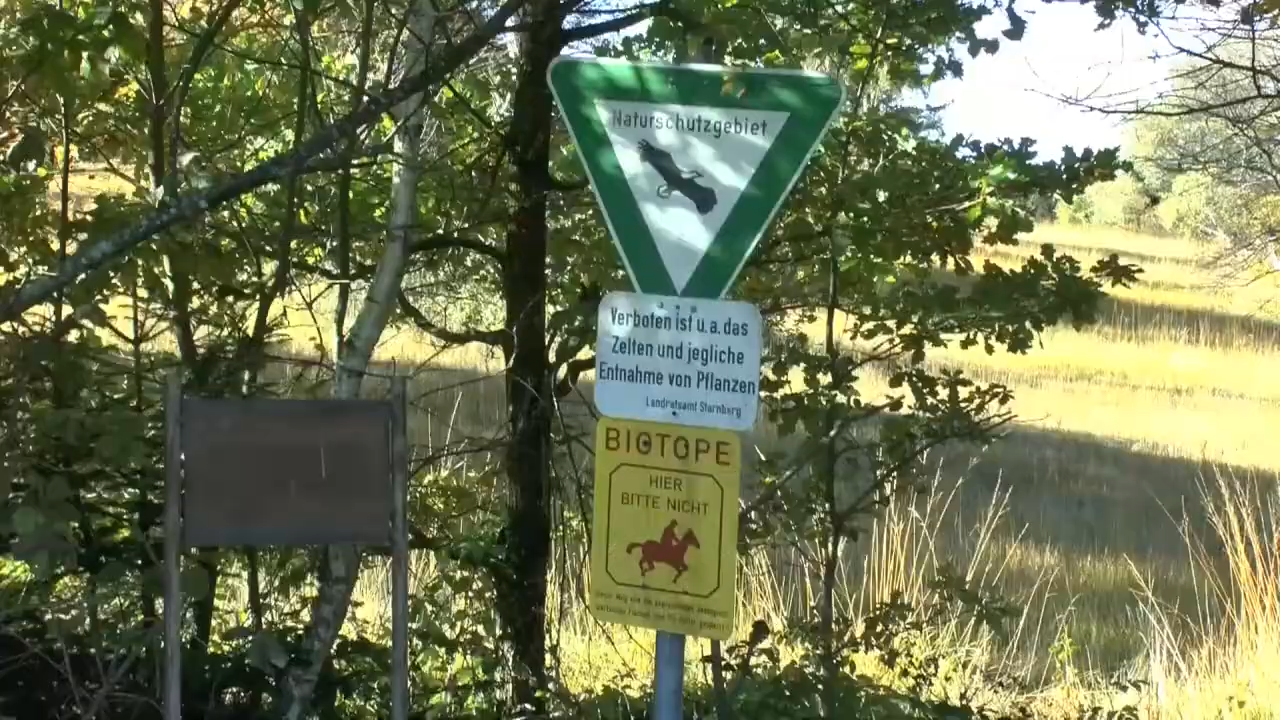 Naturschutzgebiet
Verboten ist u.a. das
Zelten und jegliche
Entnahme von Pflanzen
Landratsamt Starnberg
BIOTOPE
HIER
BITTE NICHT